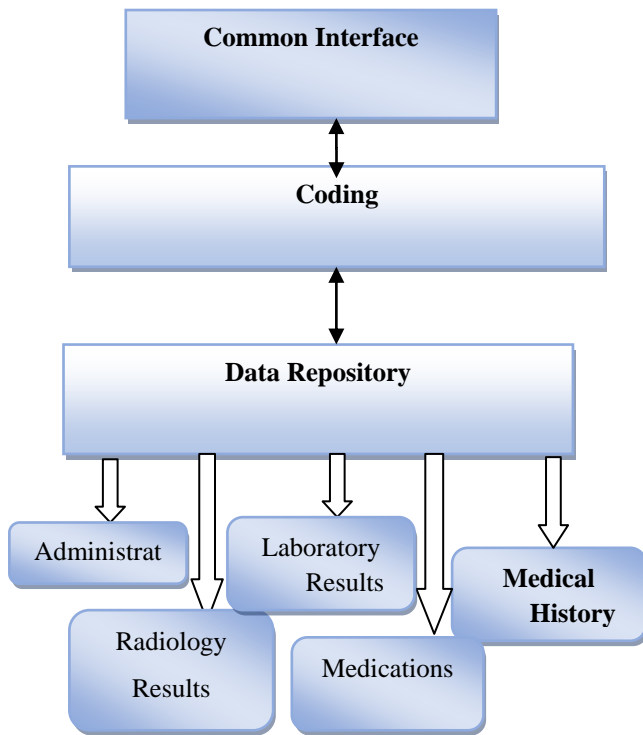 Common Interface
Coding
Data Repository
Administrat
Radiology
Results
Laboratory
Results
Medications
Medical
History